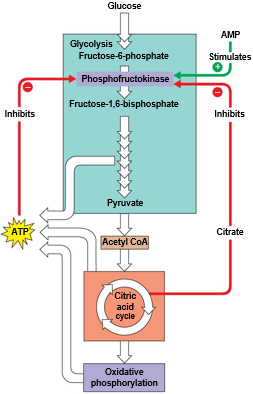 Glucose
AMP
Glycolysis
Fructose-6-phosphate
Stimulates
+
Phosphofructokinase
–
–
Inhibits
Fructose-1,6-bisphosphate
Inhibits
Pyruvate
ATP
Acetyl CoA
Citrate
Citric
acid
cycle
Oxidative
phosphorylation